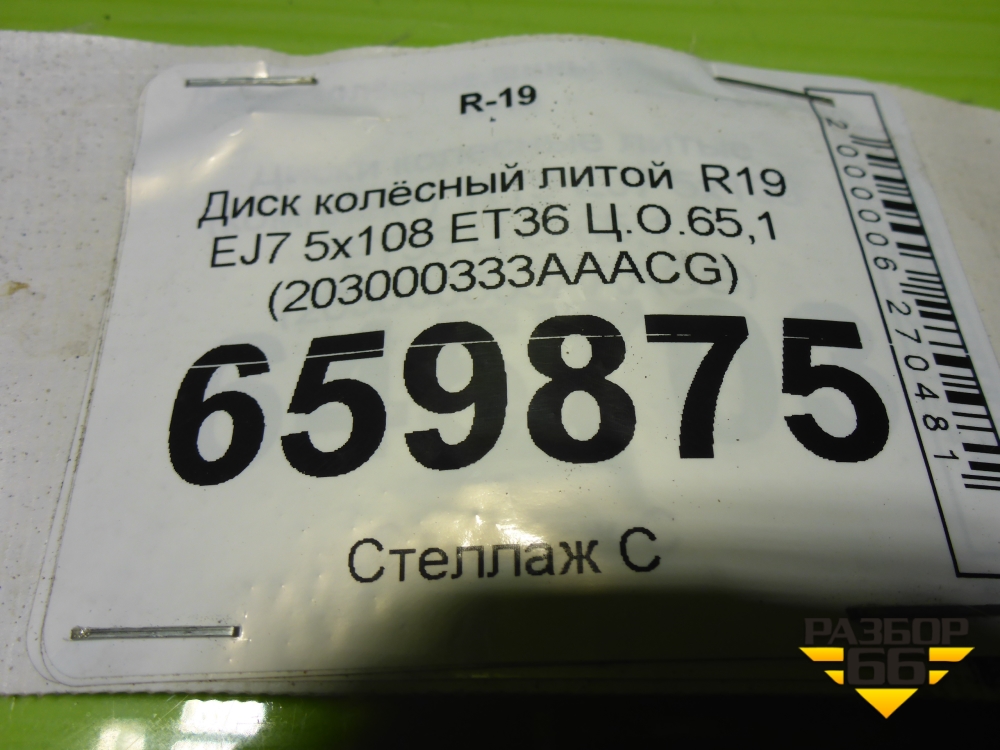 R-19
Диск колёсный литой R19
EJ7 5x108 ET36 Ц.О.65,1
(203000333AAACG)
659875
Стеллаж С
2000006270481
РАЗБОР
66